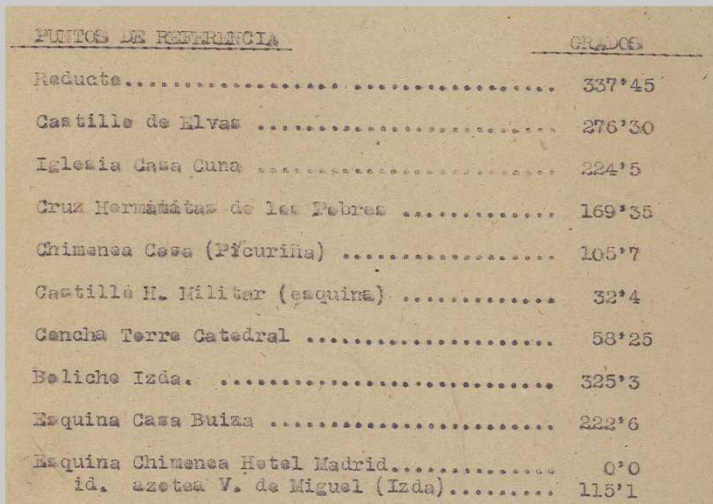 PUNTOS DE REFERENCIA GRADOS
Reducto.................... .................... 337'45
Castillo de Elvas ............................ 276'30
Iglesia Casa Cuna ............................ 224'5
Cruz Hermanitas de los Pobres .............. 169'35
Chimenea Casa (Picuriña) .................... 105'7
Castillo H. Militar (esquina) .............. 32'4
Concha Torre Catedral ....................... 58'25
Boliche Izda. ............................... 325'3
Esquina Casa Buiza .......................... 222'6
Esquina Chimenea Hotel Madrid............... 0'0
id. azotea V. de Miguel (Izda).......... 115'1